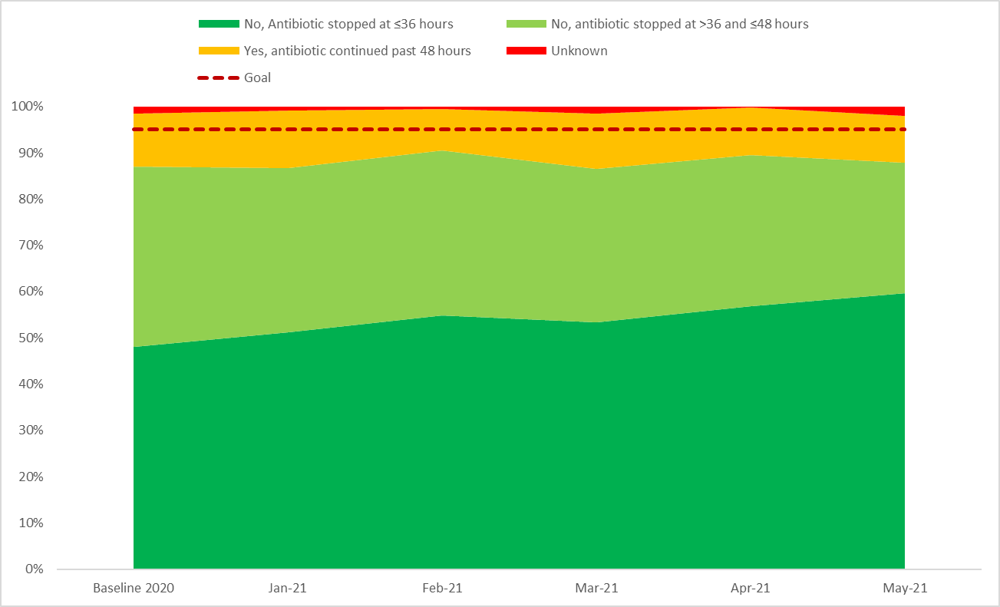 No, Antibiotic stopped at ≤36 hours
No, antibiotic stopped at >36 and ≤48 hours
Yes, antibiotic continued past 48 hours
Unknown
Goal
100%
90%
80%
70%
60%
50%
40%
30%
20%
10%
0%
Baseline 2020
Jan-21
Feb-21
Mar-21
Apr-21
May-21